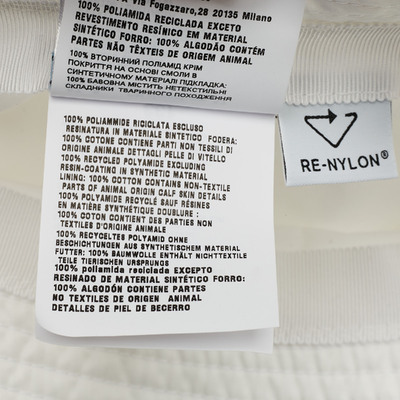 Via Fogazzaro,28 20135 Milano
100% POLIAMIDA RECICLADA EXCETO
REVESTIMENTO RESÍNICO EM MATERIAL
SINTÉTICO FORRO: 100% ALGODÃO CONTÉM
PARTES NÃO TÊXTEIS DE ORIGEM ANIMAL
100% ВТОРИННИЙ ПОЛІАМІД КРІМ
ПОКРИТТЯ НА ОСНОВІ СМОЛИ В
СИНТЕТИЧНОМУ МАТЕРІАЛІ ПІДКЛАДКА:
100% БАВОВНА МІСТИТЬ НЕТЕКСТИЛЬНІ
СКЛАДНИКИ ТВАРИННОГО ПОХОДЖЕННЯ
100% POLIAMMIDE RICICLATA ESCLUSO
RESINATURA IN MATERIALE SINTETICO FODERA:
100% COTONE CONTIENE PARTI NON TESSILI DI
ORIGINE ANIMALE DETTAGLI PELLE DI VITELLO
100% RECYCLED POLYAMIDE EXCLUDING
RESIN-COATING IN SYNTHETIC MATERIAL
LINING: 100% COTTON CONTAINS NON-TEXTILE
PARTS OF ANIMAL ORIGIN CALF SKIN DETAILS
100% POLYAMIDE RECYCLÉ SAUF RÉSINES
EN MATIÈRE SYNTHÉTIQUE DOUBLURE :
100% COTON CONTIENT DES PARTIES NON
TEXTILES D'ORIGINE ANIMALE
100% RECYCELTES POLYAMID OHNE
BESCHICHTUNGEN AUS SYNTHETISCHEM MATERIAL
FUTTER: 100% BAUMWOLLE ENTHÄLT NICHTTEXTILE
TEILE TIERISCHEN URSPRUNGS
100% poliamida reciclada EXCEPTO
RESINADO DE MATERIAL SINTÉTICO FORRO:
100% ALGODÓN CONTIENE PARTES
NO TEXTILES DE ORIGEN ANIMAL
DETALLES DE PIEL DE BECERRO
RE-NYLON®